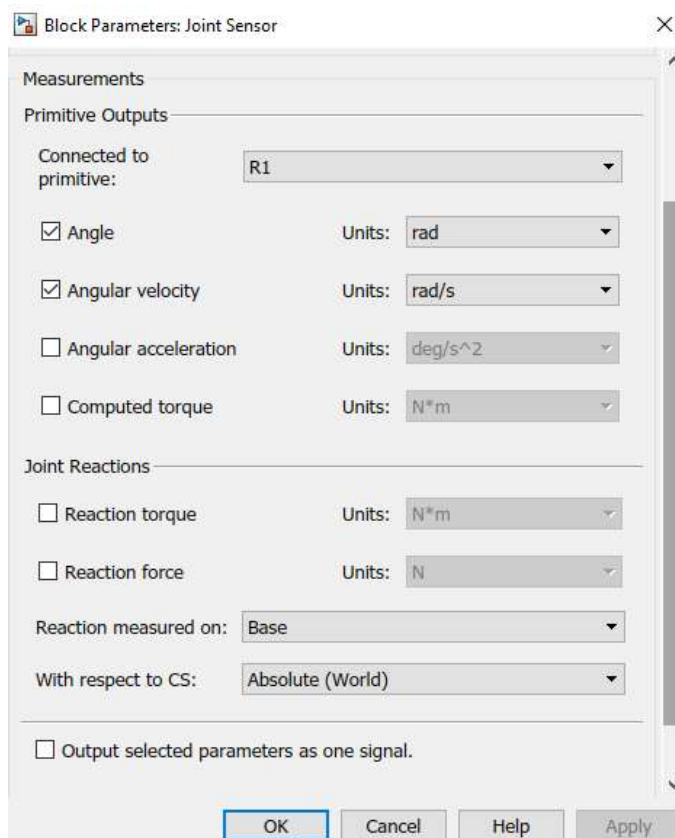 Block Parameters: Joint Sensor
Measurements
Primitive Outputs
Connected to
primitive:
R1
Angle Units: rad
Angular velocity Units: rad/s
Angular acceleration Units: deg/s^2
Computed torque Units: N*m
Joint Reactions
Reaction torque Units: N*m
Reaction force Units: N
Reaction measured on: Base
With respect to CS: Absolute (World)
Output selected parameters as one signal.
OK Cancel Help Apply